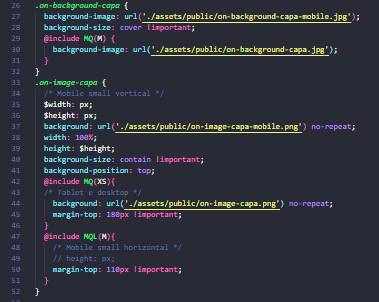 26 .on-background-capa {
27 background-image: url('./assets/public/on-background-capa-mobile.jpg');
28 background-size: cover !important;
29 @include MQ(M) {
30 background-image: url('./assets/public/on-background-capa.jpg');
31 }
32 }
33 .on-image-capa {
34 /* Mobile small vertical */
35 $width: px;
36 $height: px;
37 background: url('./assets/public/on-image-capa-mobile.png') no-repeat;
38 width: 100%;
39 height: $height;
40 background-size: contain !important;
41 background-position: top;
42 @include MQ(XS){
43 /* Tablet e desktop */
44 background: url('./assets/public/on-image-capa.png') no-repeat;
45 margin-top: 180px !important;
46 }
47 @include MQL(M){
48 /* Mobile small horizontal */
49 // height: px;
50 margin-top: 110px !important;
51 }
52 }